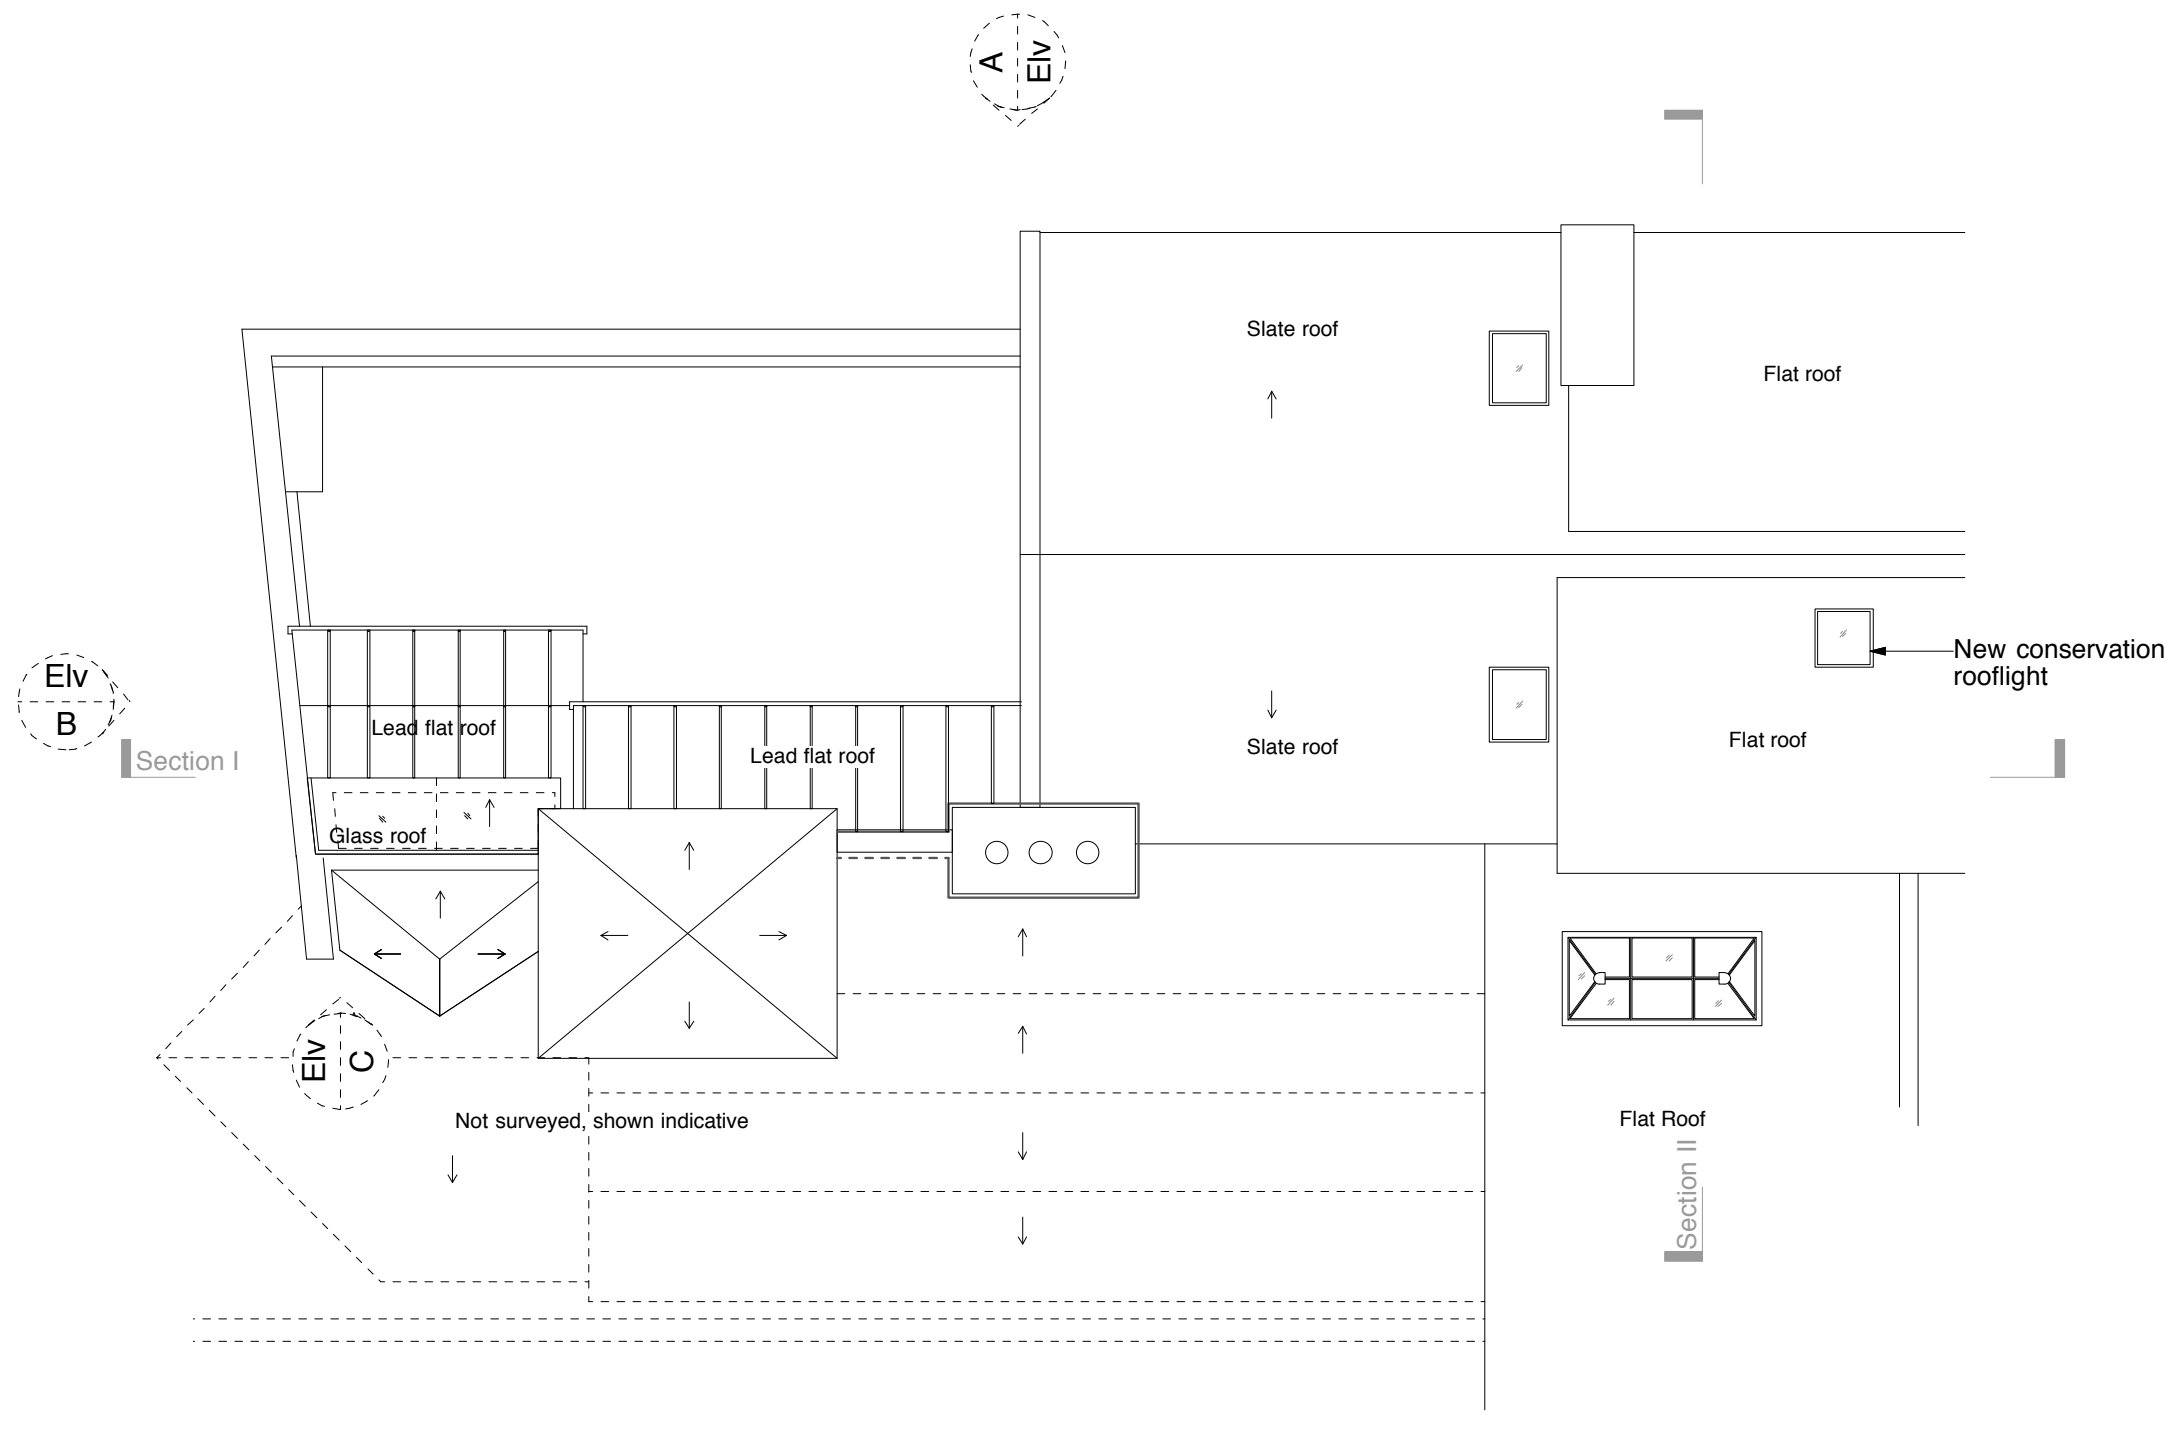 A
Elv
Slate roof
Flat roof
New conservation
rooflight
Elv
B
Section I
Lead flat roof
Lead flat roof
Slate roof
Flat roof
Glass roof
Elv
C
Not surveyed, shown indicative
Flat Roof
Section II